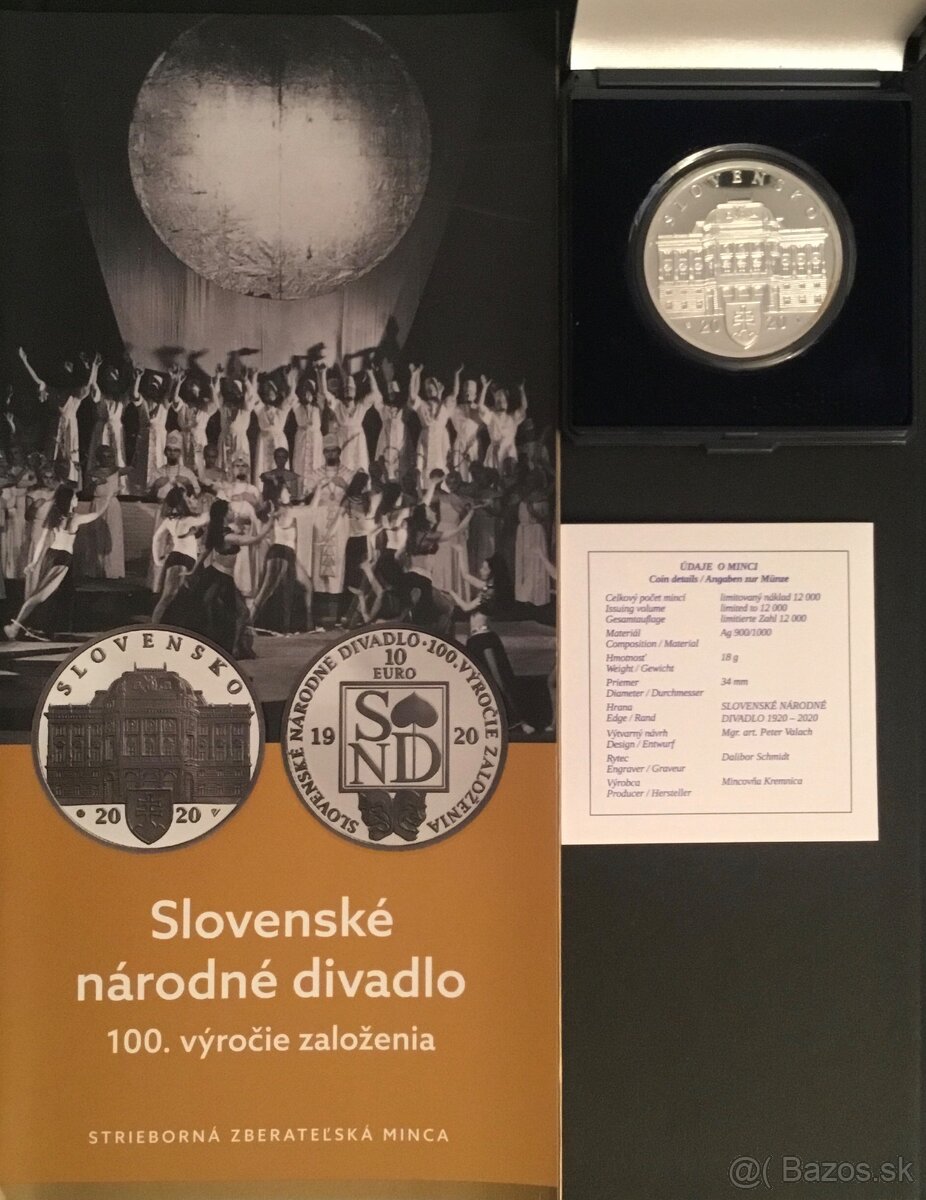 SLOVENSKO
2020
SLOVENSKO
2020
SLOVENSKÉ NÁRODNÉ DIVADLO · 100. VÝROČIE ZALOŽENIA
10
EURO
19 20
S
ND
Slovenské
národné divadlo
100. výročie založenia
STRIEBORNÁ ZBERATEĽSKÁ MINCA
ÚDAJE O MINCI
Coin details / Angaben zur Münze
Celkový počet mincí limitovaný náklad 12 000
Issuing volume limited to 12 000
Gesamtauflage limitierte Zahl 12 000
Materiál Ag 900/1000
Composition / Material
Hmotnosť 18 g
Weight / Gewicht
Priemer 34 mm
Diameter / Durchmesser
Hrana SLOVENSKÉ NÁRODNÉ
Edge / Rand DIVADLO 1920 – 2020
Výtvarný návrh Mgr. art. Peter Valach
Design / Entwurf
Rytec Dalibor Schmidt
Engraver / Graveur
Výrobca Mincovňa Kremnica
Producer / Hersteller
@( Bazos.sk